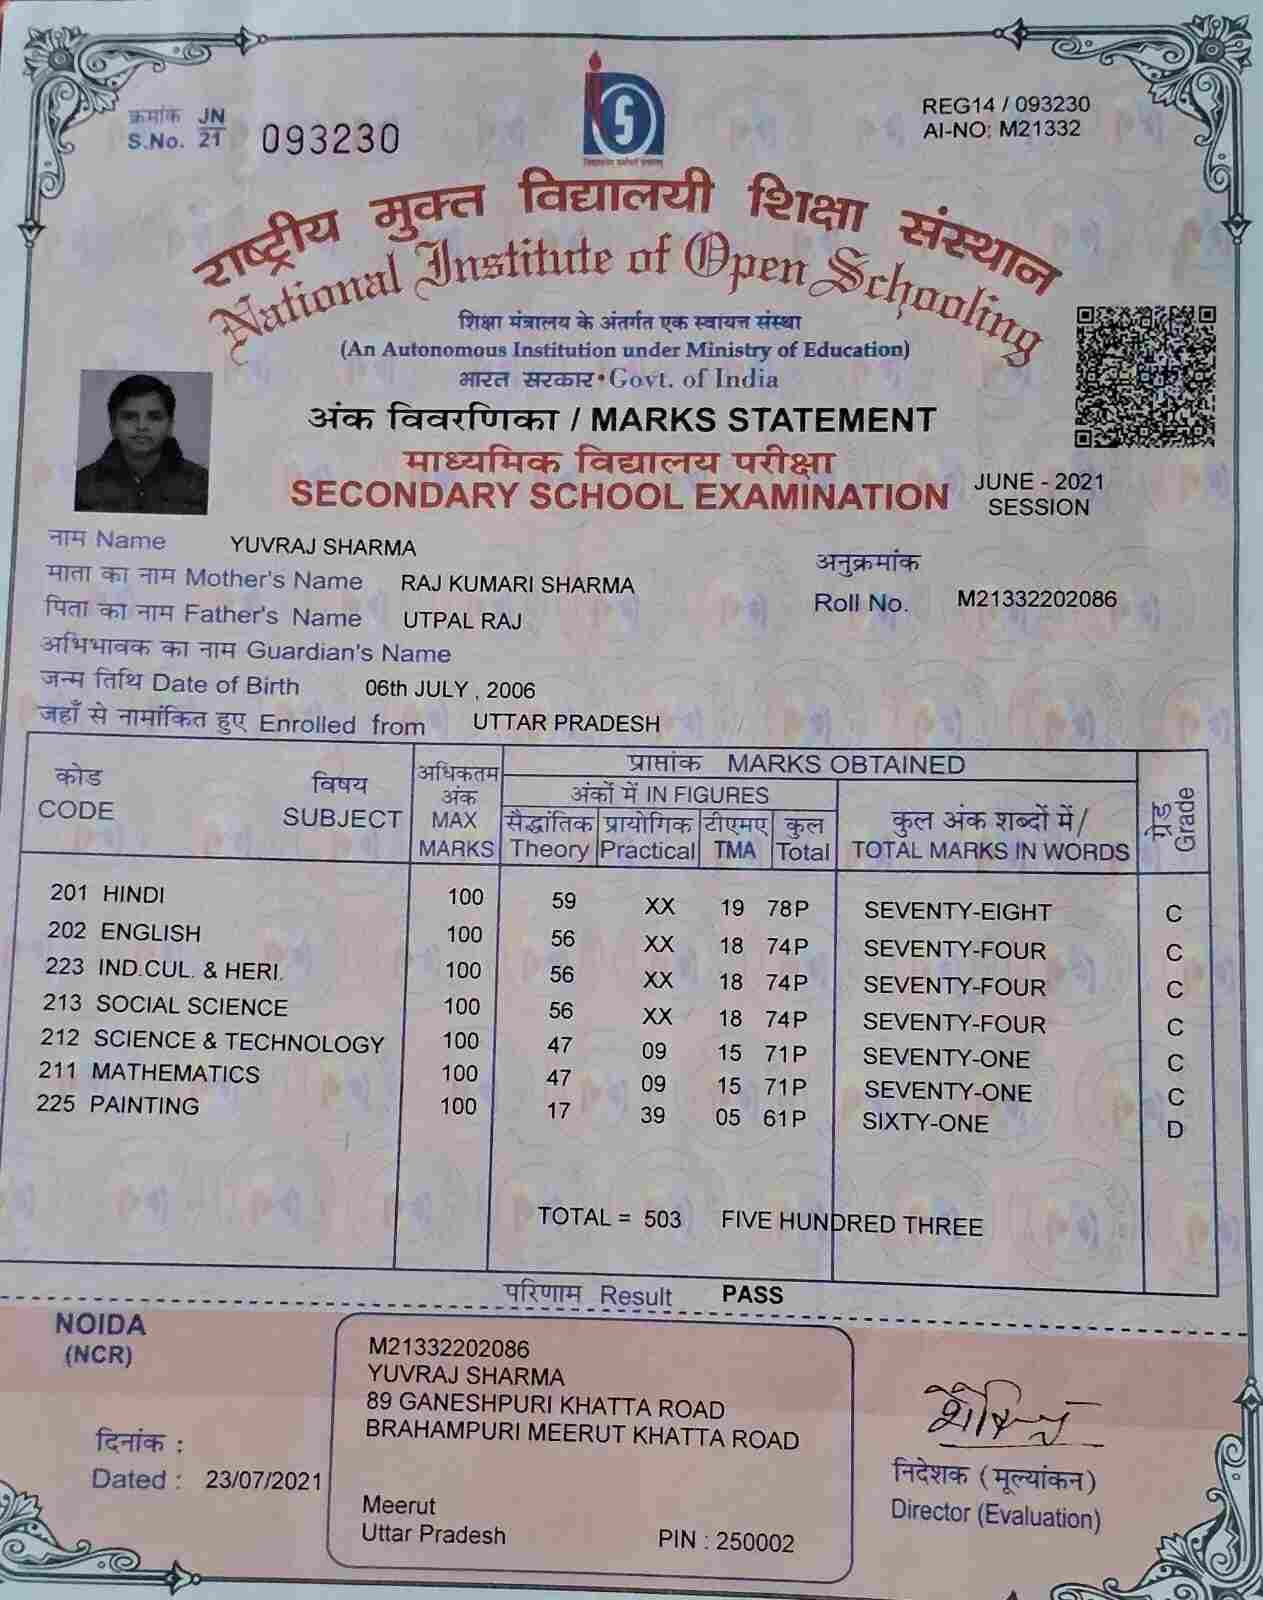 क्रमांक JN
S.No. 21 093230
REG14 / 093230
AI-NO: M21332
राष्ट्रीय मुक्त विद्यालयी शिक्षा संस्थान
National Institute of Open Schooling
शिक्षा मंत्रालय के अंतर्गत एक स्वायत्त संस्था
(An Autonomous Institution under Ministry of Education)
भारत सरकार • Govt. of India
अंक विवरणिका / MARKS STATEMENT
माध्यमिक विद्यालय परीक्षा
SECONDARY SCHOOL EXAMINATION
JUNE - 2021
SESSION
नाम Name YUVRAJ SHARMA
माता का नाम Mother's Name RAJ KUMARI SHARMA
पिता का नाम Father's Name UTPAL RAJ
अनुक्रमांक
Roll No. M21332202086
अभिभावक का नाम Guardian's Name
जन्म तिथि Date of Birth 06th JULY , 2006
जहाँ से नामांकित हुए Enrolled from UTTAR PRADESH
कोड
CODE
विषय
SUBJECT
अधिकतम
अंक
MAX
MARKS
प्राप्तांक MARKS OBTAINED
अंकों में IN FIGURES
सैद्धांतिक प्रायोगिक टीएमए कुल
Theory Practical TMA Total
कुल अंक शब्दों में/
TOTAL MARKS IN WORDS
ग्रेड
Grade
201 HINDI 100 59 XX 19 78P SEVENTY-EIGHT C
202 ENGLISH 100 56 XX 18 74P SEVENTY-FOUR C
223 IND.CUL. & HERI. 100 56 XX 18 74P SEVENTY-FOUR C
213 SOCIAL SCIENCE 100 56 XX 18 74P SEVENTY-FOUR C
212 SCIENCE & TECHNOLOGY 100 47 09 15 71P SEVENTY-ONE C
211 MATHEMATICS 100 47 09 15 71P SEVENTY-ONE C
225 PAINTING 100 17 39 05 61P SIXTY-ONE D
TOTAL = 503 FIVE HUNDRED THREE
परिणाम Result PASS
NOIDA
(NCR)
दिनांक :
Dated : 23/07/2021
M21332202086
YUVRAJ SHARMA
89 GANESHPURI KHATTA ROAD
BRAHAMPURI MEERUT KHATTA ROAD
Meerut
Uttar Pradesh PIN : 250002
निदेशक (मूल्यांकन)
Director (Evaluation)